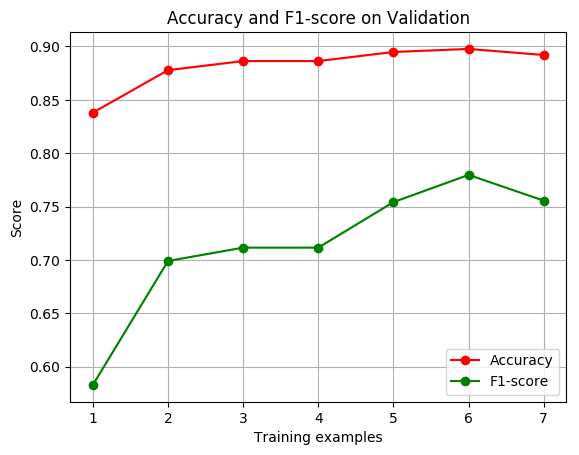 Accuracy and F1-score on Validation
0.90
0.85
0.80
0.75
0.70
0.65
0.60
Score
Accuracy
F1-score
1 2 3 4 5 6 7
Training examples